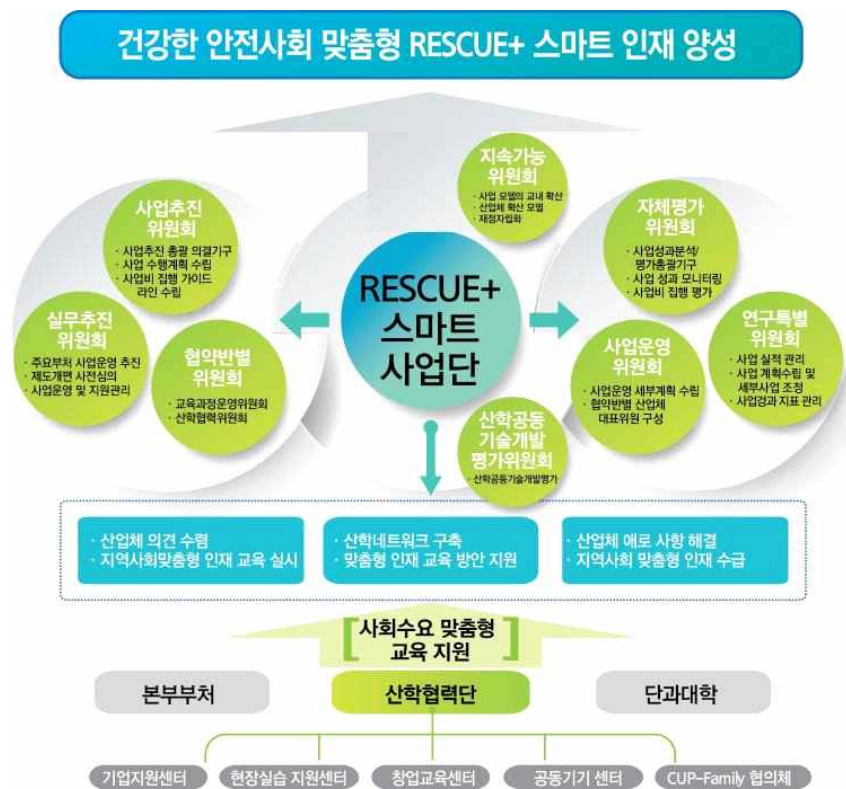 건강한 안전사회 맞춤형 RESCUE+ 스마트 인재 양성
지속가능
위원회
· 사업 모델의 교내 확산
· 산업체 확산 모델
· 재정자립화
사업추진
위원회
· 사업추진 총괄 의결기구
· 사업 수행계획 수립
· 사업비 집행 가이드
라인 수립
자체평가
위원회
· 사업성과분석/
평가총괄기구
· 사업 성과 모니터링
· 사업비 집행 평가
RESCUE+
스마트
사업단
실무추진
위원회
· 주요부처 사업운영 추진
· 제도개편 사전심의
· 사업운영 및 지원관리
협약반별
위원회
· 교육과정운영위원회
· 산학협력위원회
사업운영
위원회
· 사업운영 세부계획 수립
· 협약반별 산업체
대표위원 구성
연구특별
위원회
· 사업 실적 관리
· 사업 계획수립 및
세부사업 조정
· 사업경과 지표 관리
산학공동
기술개발
평가위원회
· 산학공동기술개발평가
· 산업체 의견 수렴
· 지역사회맞춤형 인재 교육 실시
· 산학네트워크 구축
· 맞춤형 인재 교육 방안 지원
· 산업체 애로 사항 해결
· 지역사회 맞춤형 인재 수급
[사회수요 맞춤형
교육 지원]
본부부처
산학협력단
단과대학
기업지원센터
현장실습 지원센터
창업교육센터
공동기기 센터
CUP-Family 협의체